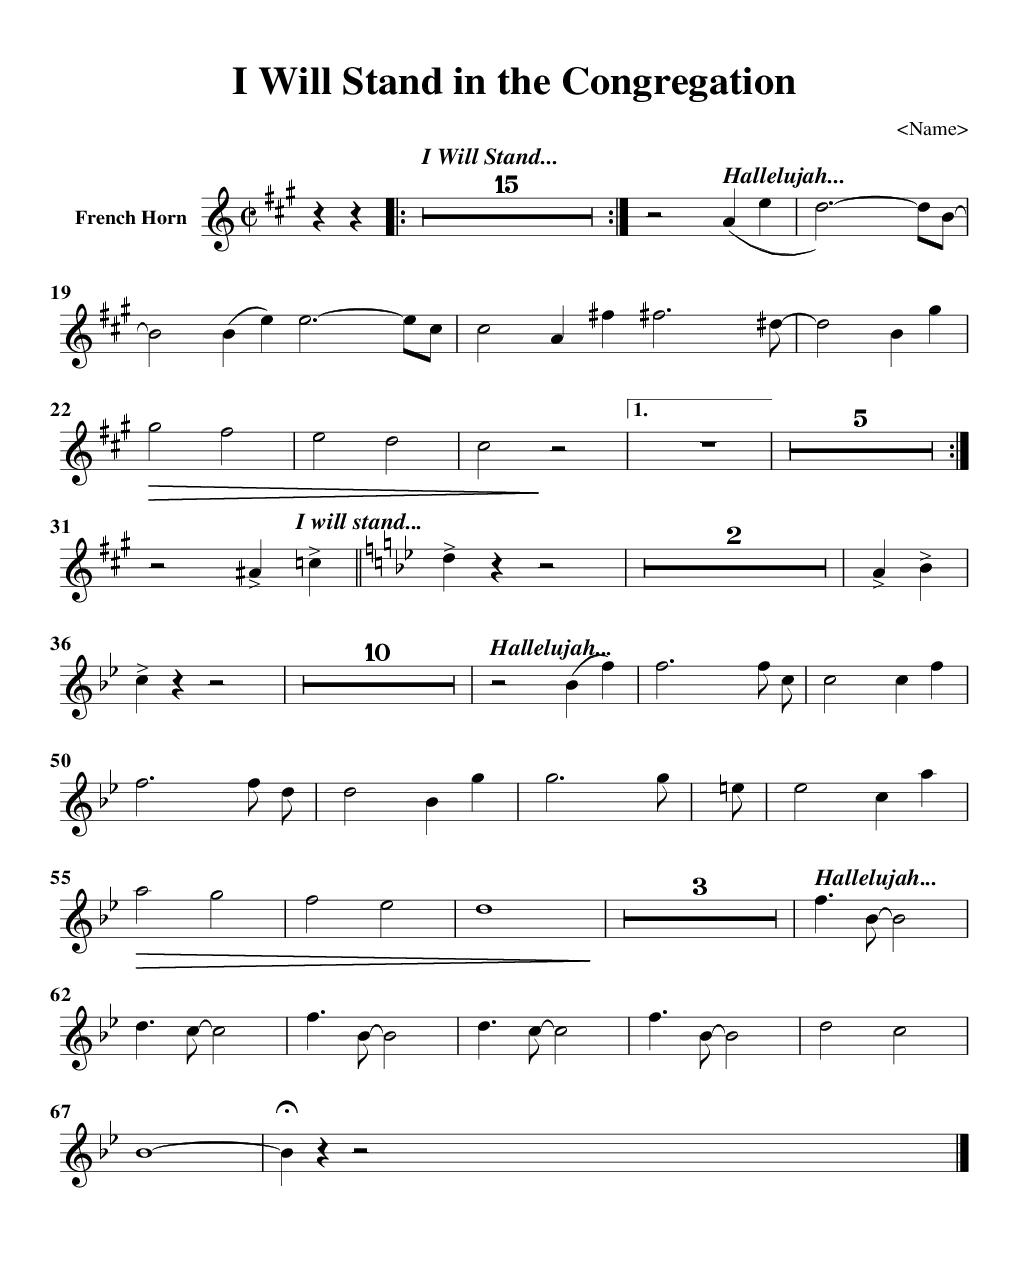 I Will Stand in the Congregation
<Name>
I Will Stand...
15
Hallelujah...
French Horn
19
22
1.
5
31
I will stand...
2
36
10
Hallelujah...
50
55
3
Hallelujah...
62
67